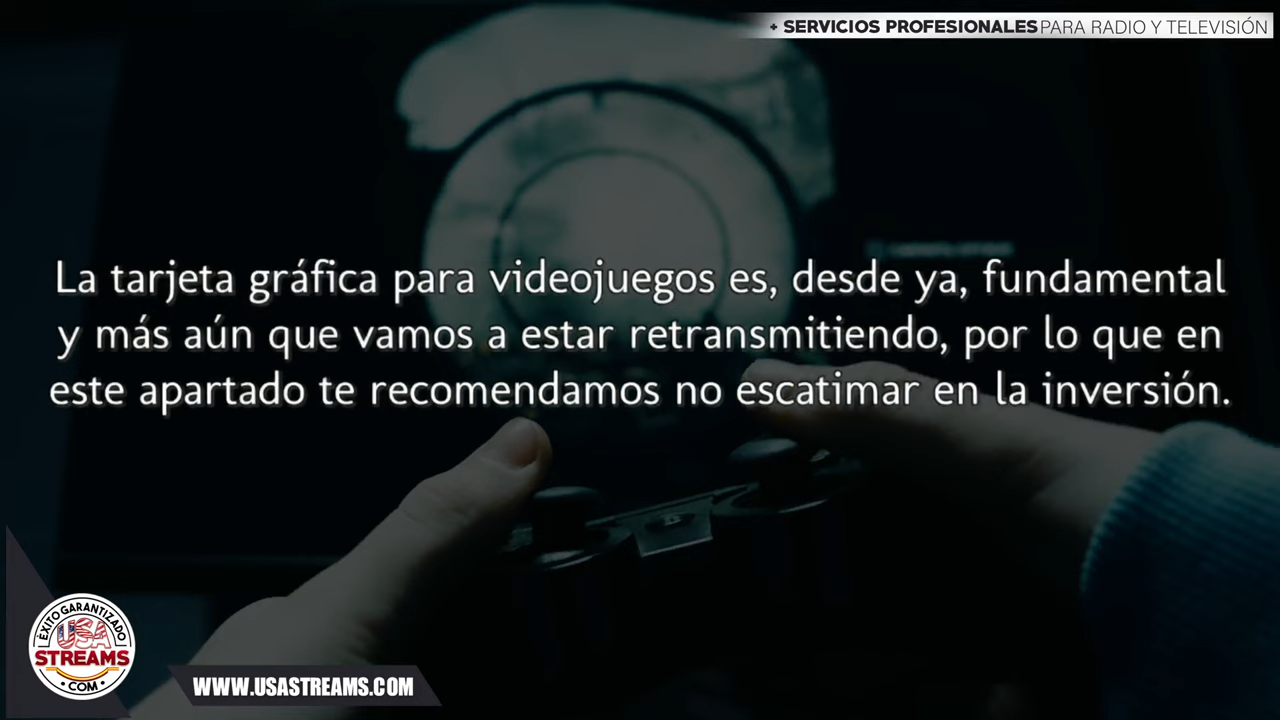 + SERVICIOS PROFESIONALES PARA RADIO Y TELEVISIÓN
La tarjeta gráfica para videojuegos es, desde ya, fundamental
y más aún que vamos a estar retransmitiendo, por lo que en
este apartado te recomendamos no escatimar en la inversión.
ÉXITO GARANTIZADO
USA
STREAMS
• COM •
WWW.USASTREAMS.COM